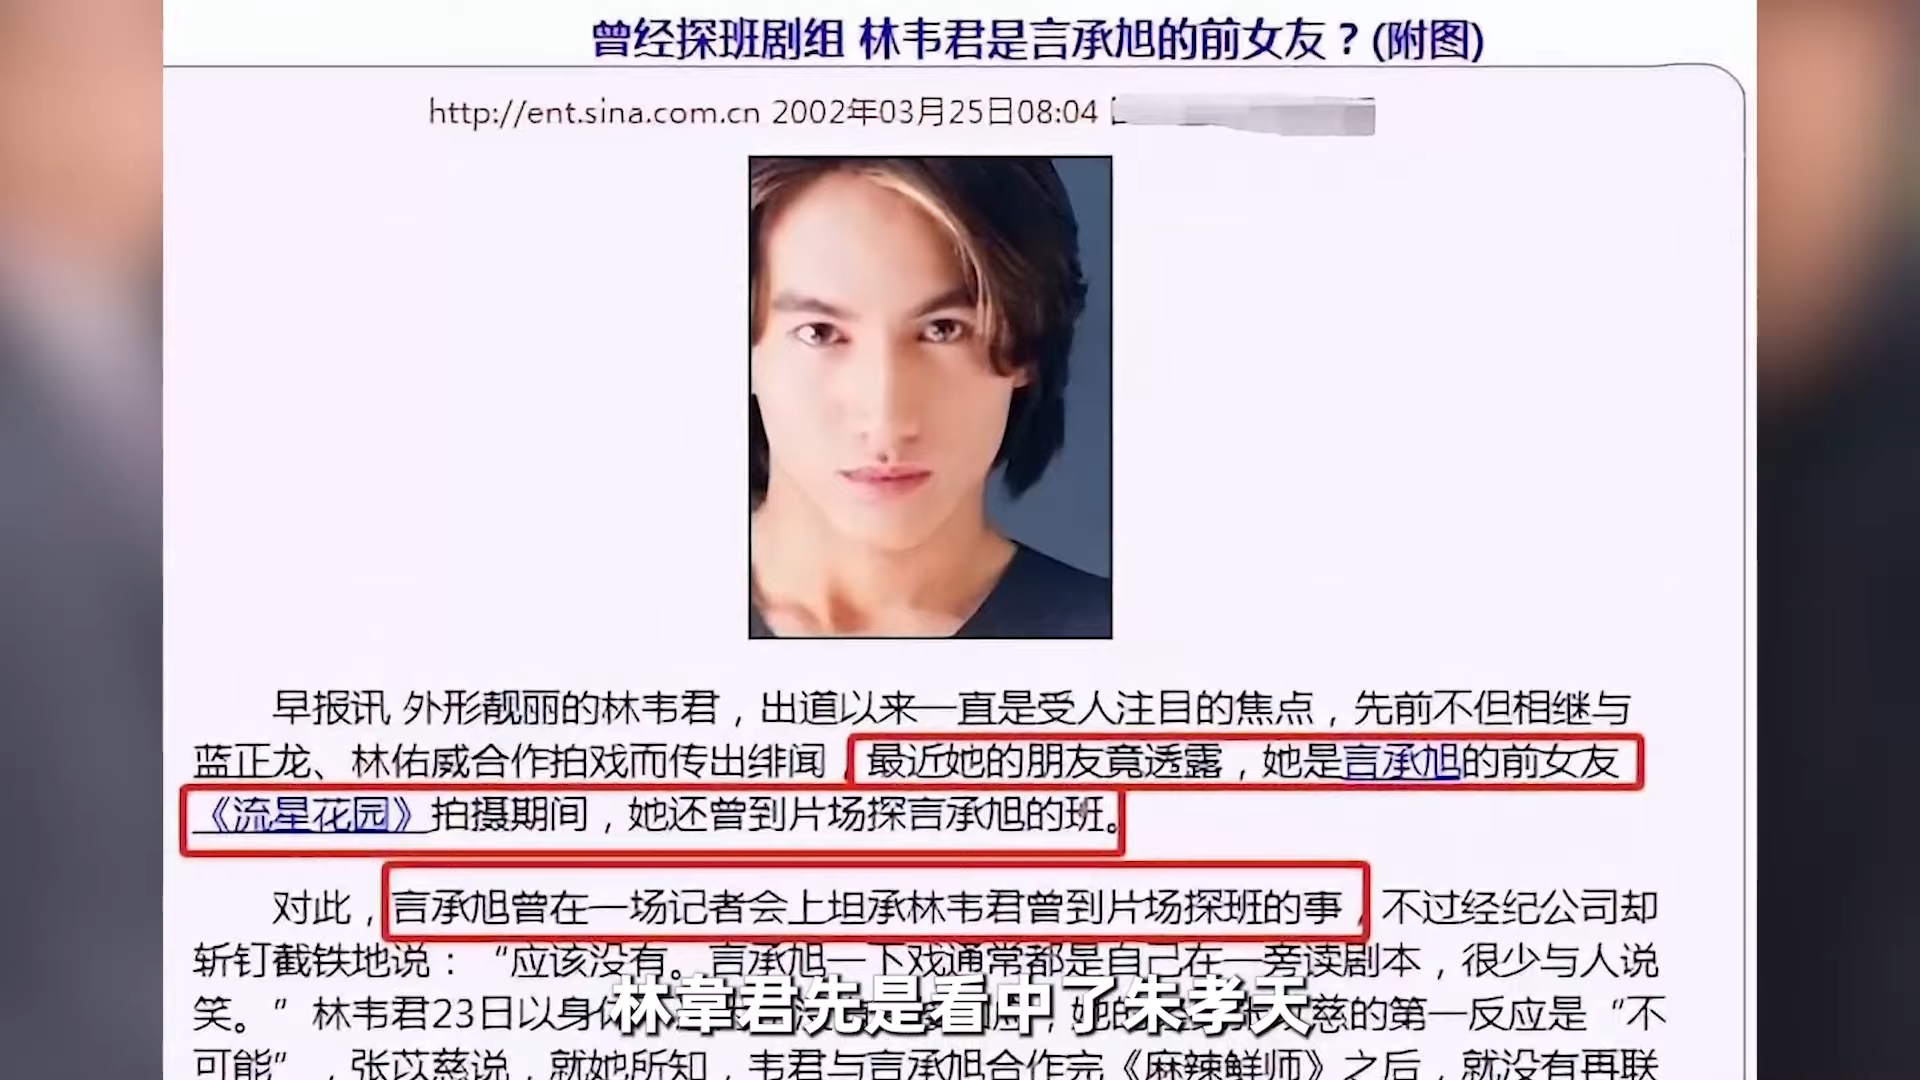 曾经探班剧组 林韦君是言承旭的前女友？(附图)
http://ent.sina.com.cn 2002年03月25日08:04
早报讯 外形靓丽的林韦君，出道以来一直是受人注目的焦点，先前不但相继与
蓝正龙、林佑威合作拍戏而传出绯闻，最近她的朋友竟透露，她是言承旭的前女友
《流星花园》拍摄期间，她还曾到片场探言承旭的班。
对此，言承旭曾在一场记者会上坦承林韦君曾到片场探班的事，不过经纪公司却
斩钉截铁地说：“应该没有。言承旭一下戏通常都是自己在一旁读剧本，很少与人说
笑。”林韦君23日以身体
慈的第一反应是“不
林韋君先是看中了朱孝天
可能”，张苡慈说，就她所知，韦君与言承旭合作完《麻辣鲜师》之后，就没有再联